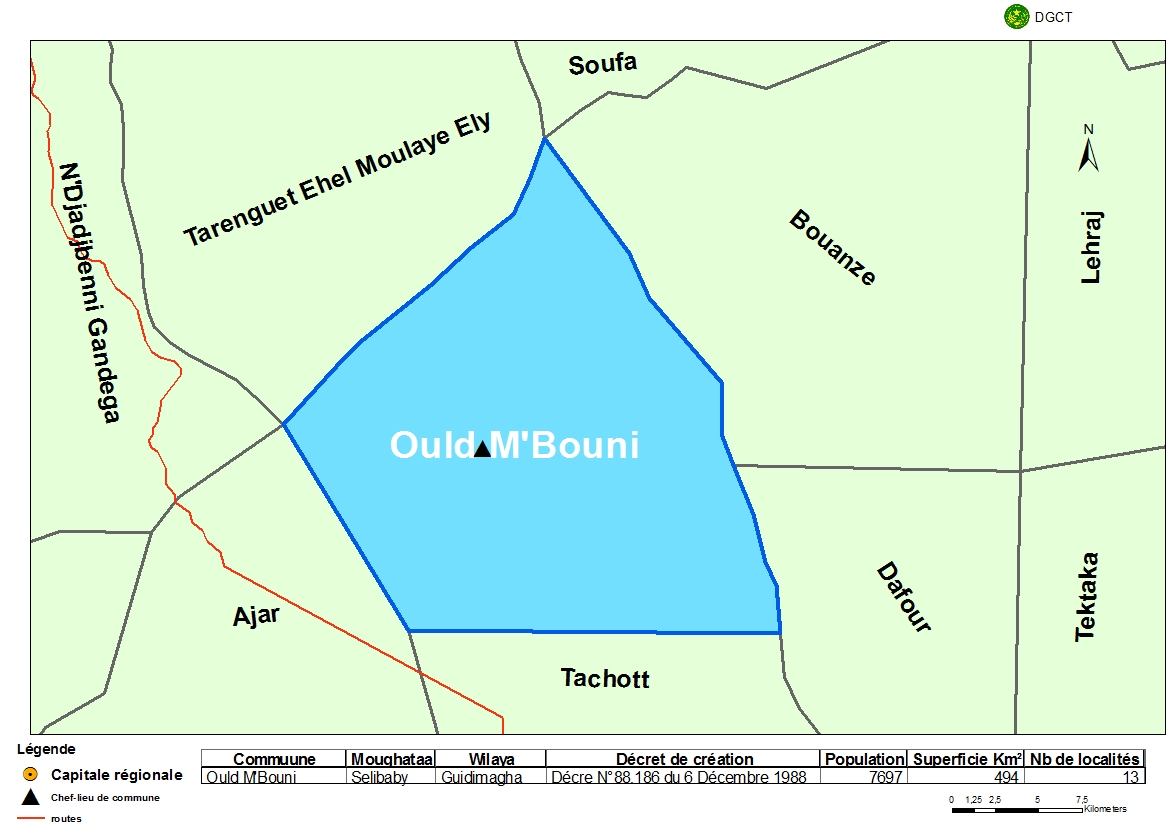 DGCT
Soufa
Tarenguet Ehel Moulaye Ely
N
N'Djadjbenni Gandega
Bouanze
Lehraj
Ould M'Bouni
Ajar
Dafour
Tektaka
Tachott
Légende
Capitale régionale
Chef-lieu de commune
routes
Commuune Moughataa Wilaya Décret de création Population Superficie Km² Nb de localités
Ould M'Bouni Selibaby Guidimagha Décre N°88.186 du 6 Décembre 1988 7697 494 13
0 1,25 2,5 5 7,5
Kilometers